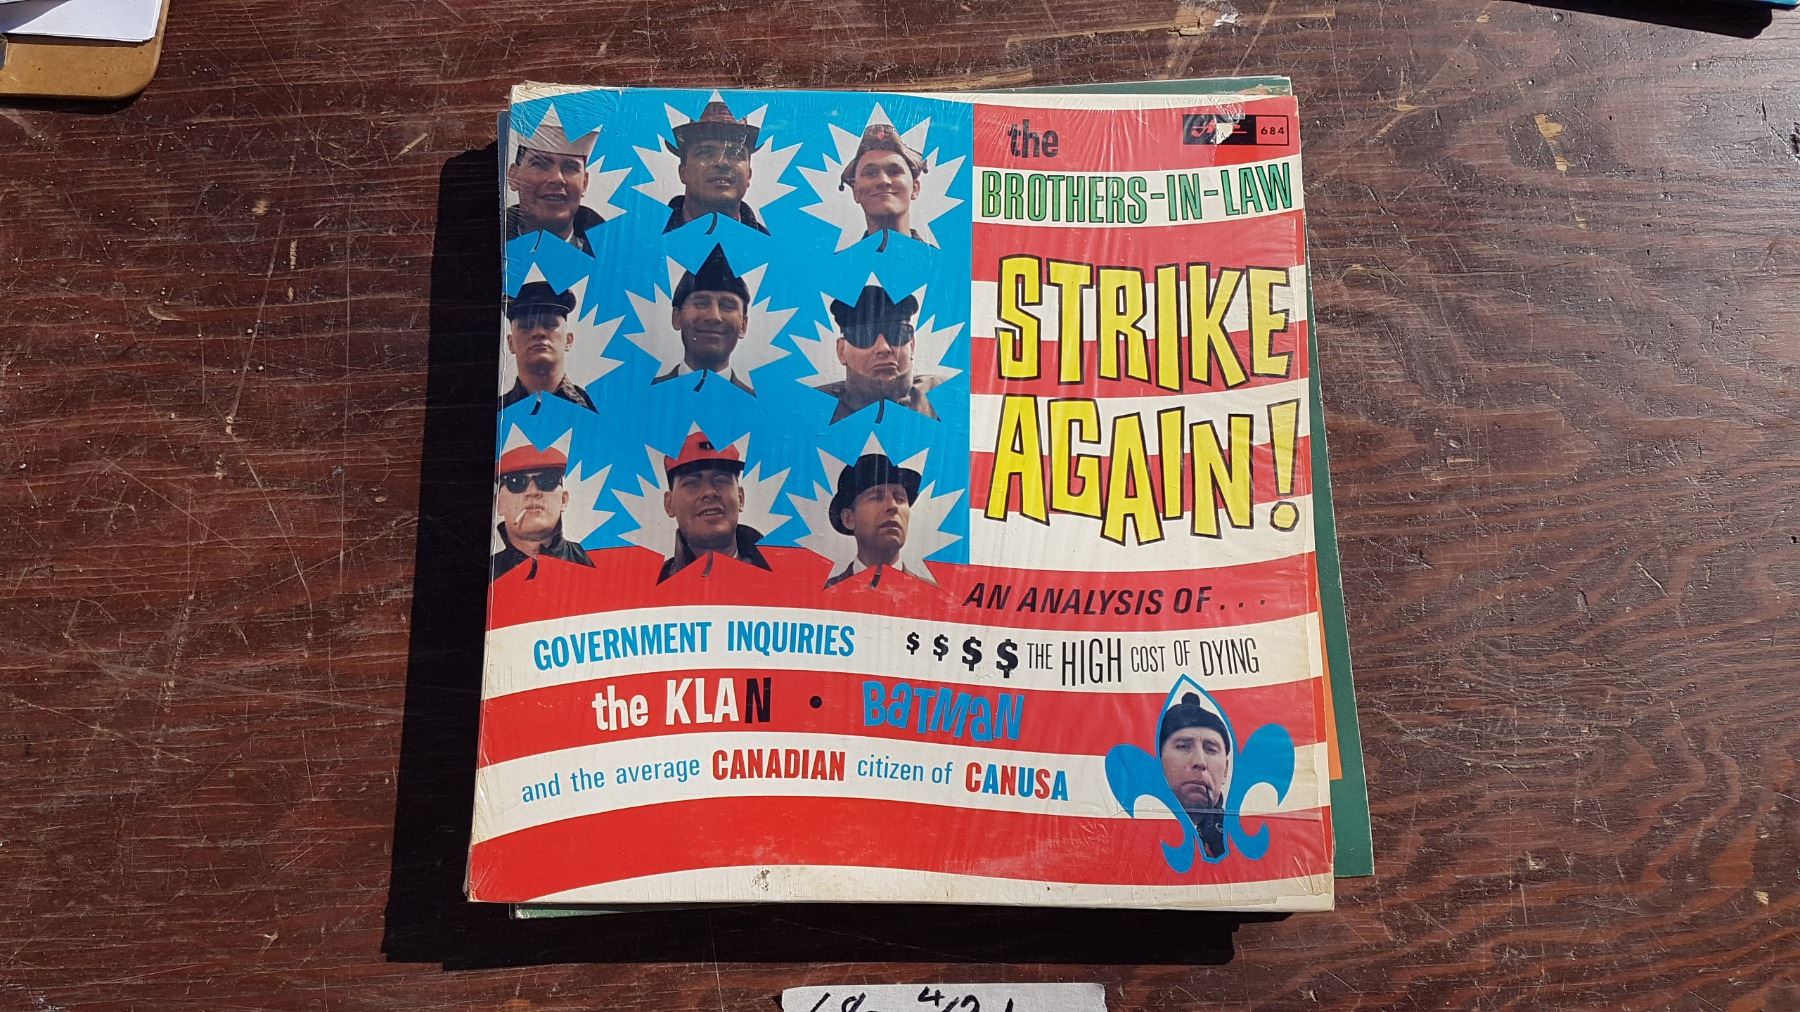 the
684
BROTHERS-IN-LAW
STRIKE
AGAIN!
AN ANALYSIS OF...
GOVERNMENT INQUIRIES $$$$ THE HIGH COST OF DYING
the KLAN • BATMAN
and the average CANADIAN citizen of CANUSA